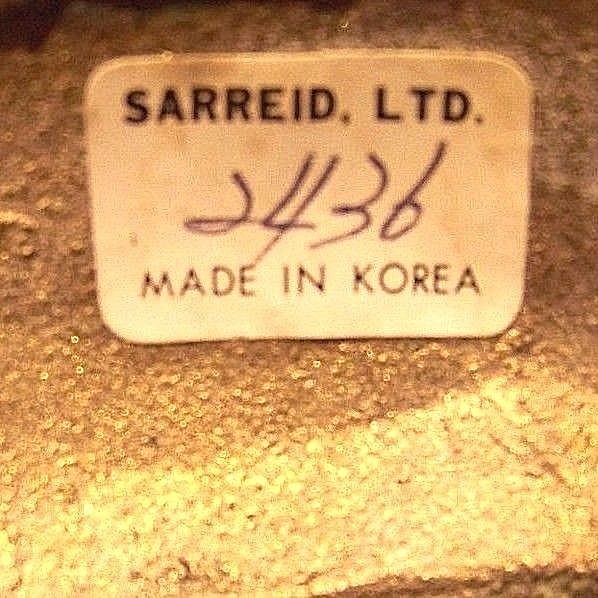 SARREID, LTD.
2436
MADE IN KOREA